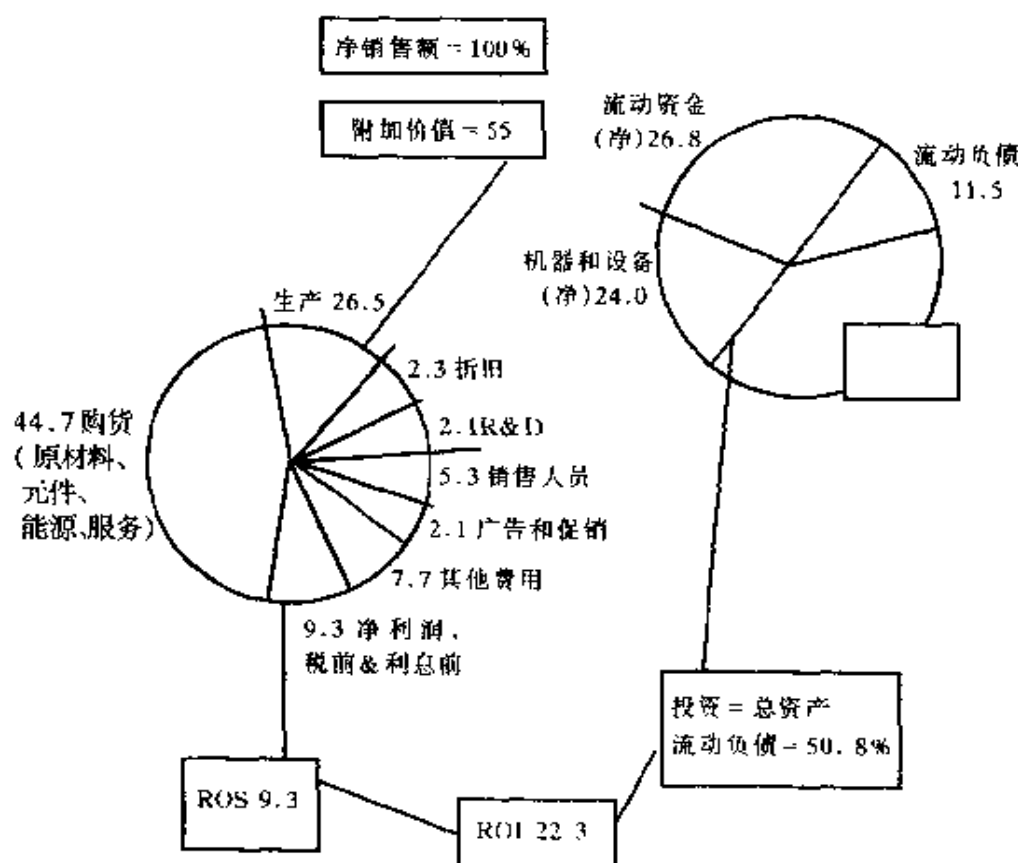 净销售额=100%
附加价值=55
流动资金
(净)26.8
流动负债
11.5
机器和设备
(净)24.0
生产 26.5
2.3 折旧
2.1R&D
5.3 销售人员
2.1 广告和促销
7.7 其他费用
9.3 净利润、
税前&利息前
44.7 购货
(原材料、
元件、
能源、服务)
投资=总资产
流动负债=50.8%
ROS 9.3
ROI 22.3